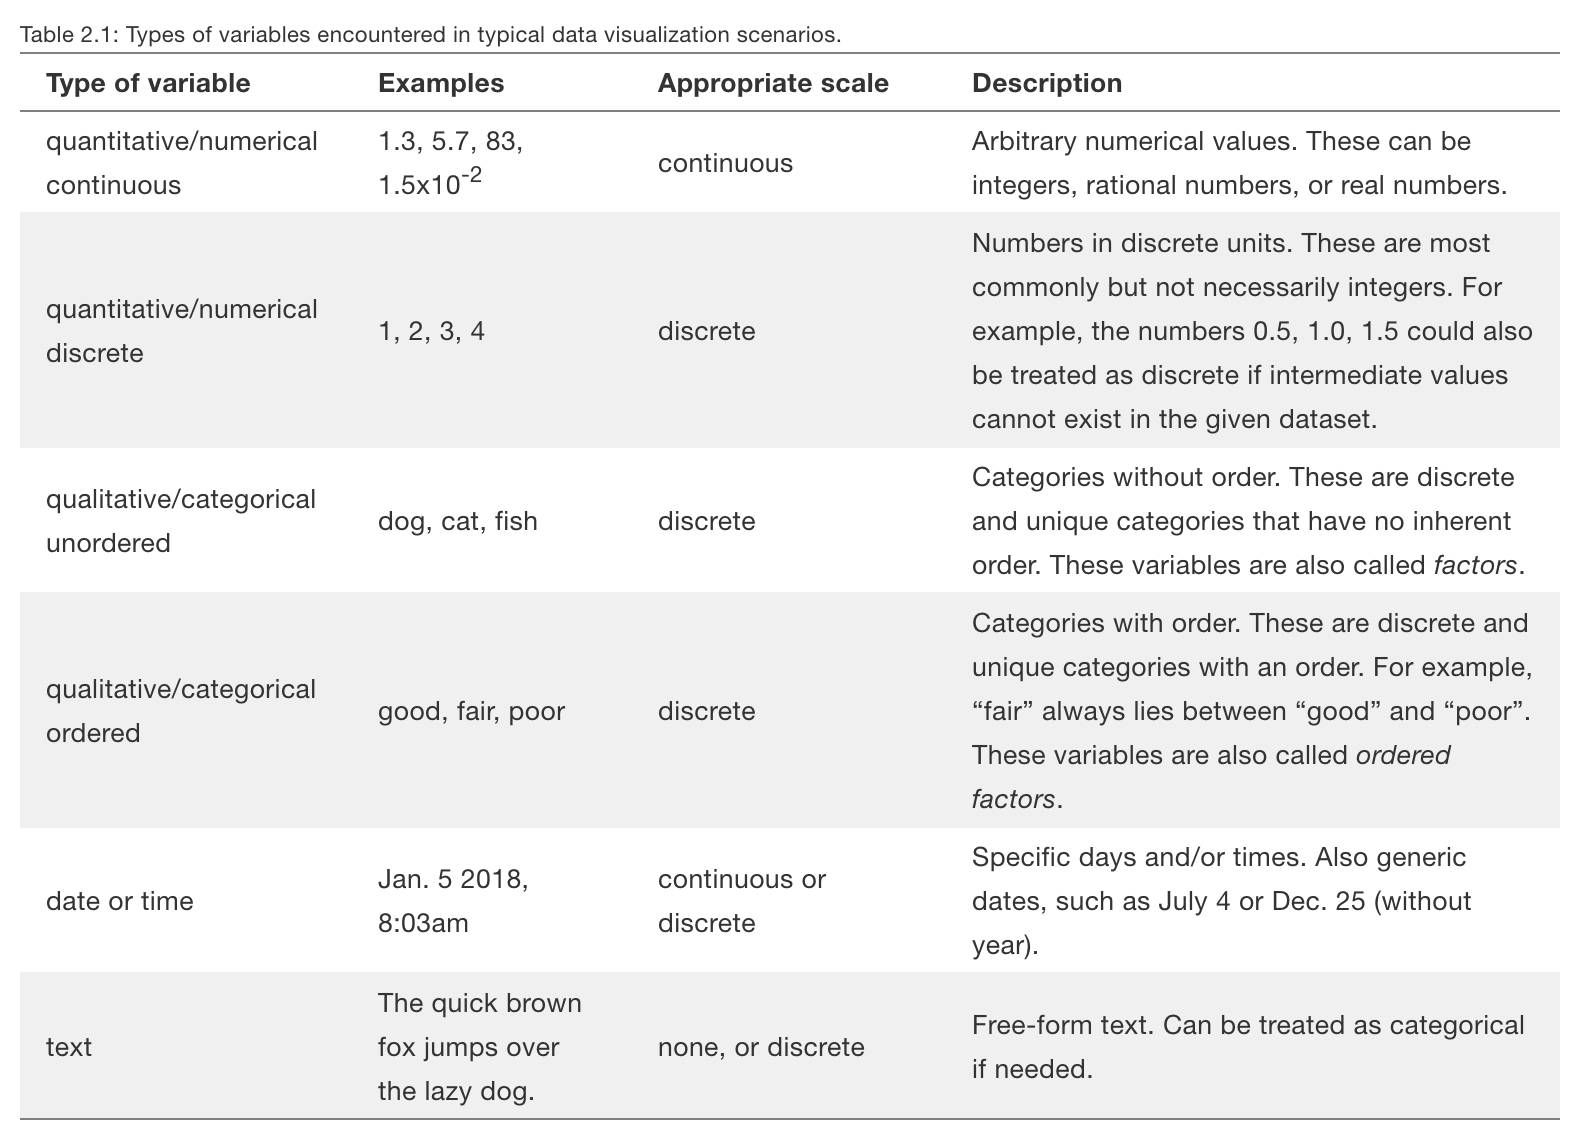 Table 2.1: Types of variables encountered in typical data visualization scenarios.
Type of variable Examples Appropriate scale Description
quantitative/numerical
continuous
1.3, 5.7, 83,
1.5x10^-2
continuous
Arbitrary numerical values. These can be
integers, rational numbers, or real numbers.
quantitative/numerical
discrete
1, 2, 3, 4
discrete
Numbers in discrete units. These are most
commonly but not necessarily integers. For
example, the numbers 0.5, 1.0, 1.5 could also
be treated as discrete if intermediate values
cannot exist in the given dataset.
qualitative/categorical
unordered
dog, cat, fish
discrete
Categories without order. These are discrete
and unique categories that have no inherent
order. These variables are also called factors.
qualitative/categorical
ordered
good, fair, poor
discrete
Categories with order. These are discrete and
unique categories with an order. For example,
“fair” always lies between “good” and “poor”.
These variables are also called ordered
factors.
date or time
Jan. 5 2018,
8:03am
continuous or
discrete
Specific days and/or times. Also generic
dates, such as July 4 or Dec. 25 (without
year).
text
The quick brown
fox jumps over
the lazy dog.
none, or discrete
Free-form text. Can be treated as categorical
if needed.